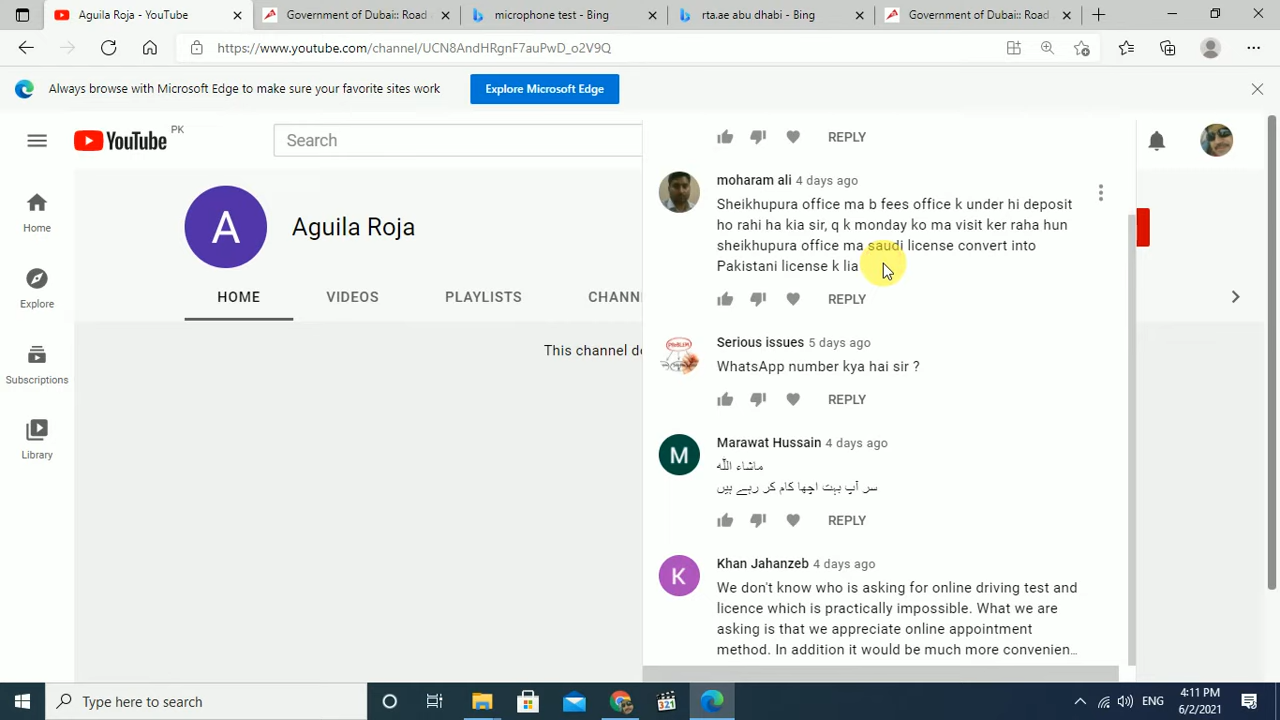 Aguila Roja - YouTube
Government of Dubai:: Road
microphone test - Bing
rta.ae abu dhabi - Bing
Government of Dubai:: Road
https://www.youtube.com/channel/UCN8AndHRgnF7auPwD_o2V9Q
Always browse with Microsoft Edge to make sure your favorite sites work
Explore Microsoft Edge
YouTube PK
Search
REPLY
Home
Explore
Subscriptions
Library
A
Aguila Roja
HOME
VIDEOS
PLAYLISTS
CHANN
This channel d
moharam ali 4 days ago
Sheikhupura office ma b fees office k under hi deposit
ho rahi ha kia sir, q k monday ko ma visit ker raha hun
sheikhupura office ma saudi license convert into
Pakistani license k lia
REPLY
Serious issues 5 days ago
WhatsApp number kya hai sir ?
REPLY
M
Marawat Hussain 4 days ago
ماشاء اللّٰه
سر آپ بہت اچھا کام کر رہے ہیں
REPLY
K
Khan Jahanzeb 4 days ago
We don't know who is asking for online driving test and
licence which is practically impossible. What we are
asking is that we appreciate online appointment
method. In addition it would be much more convenien…
Type here to search
321
ENG
4:11 PM
6/2/2021